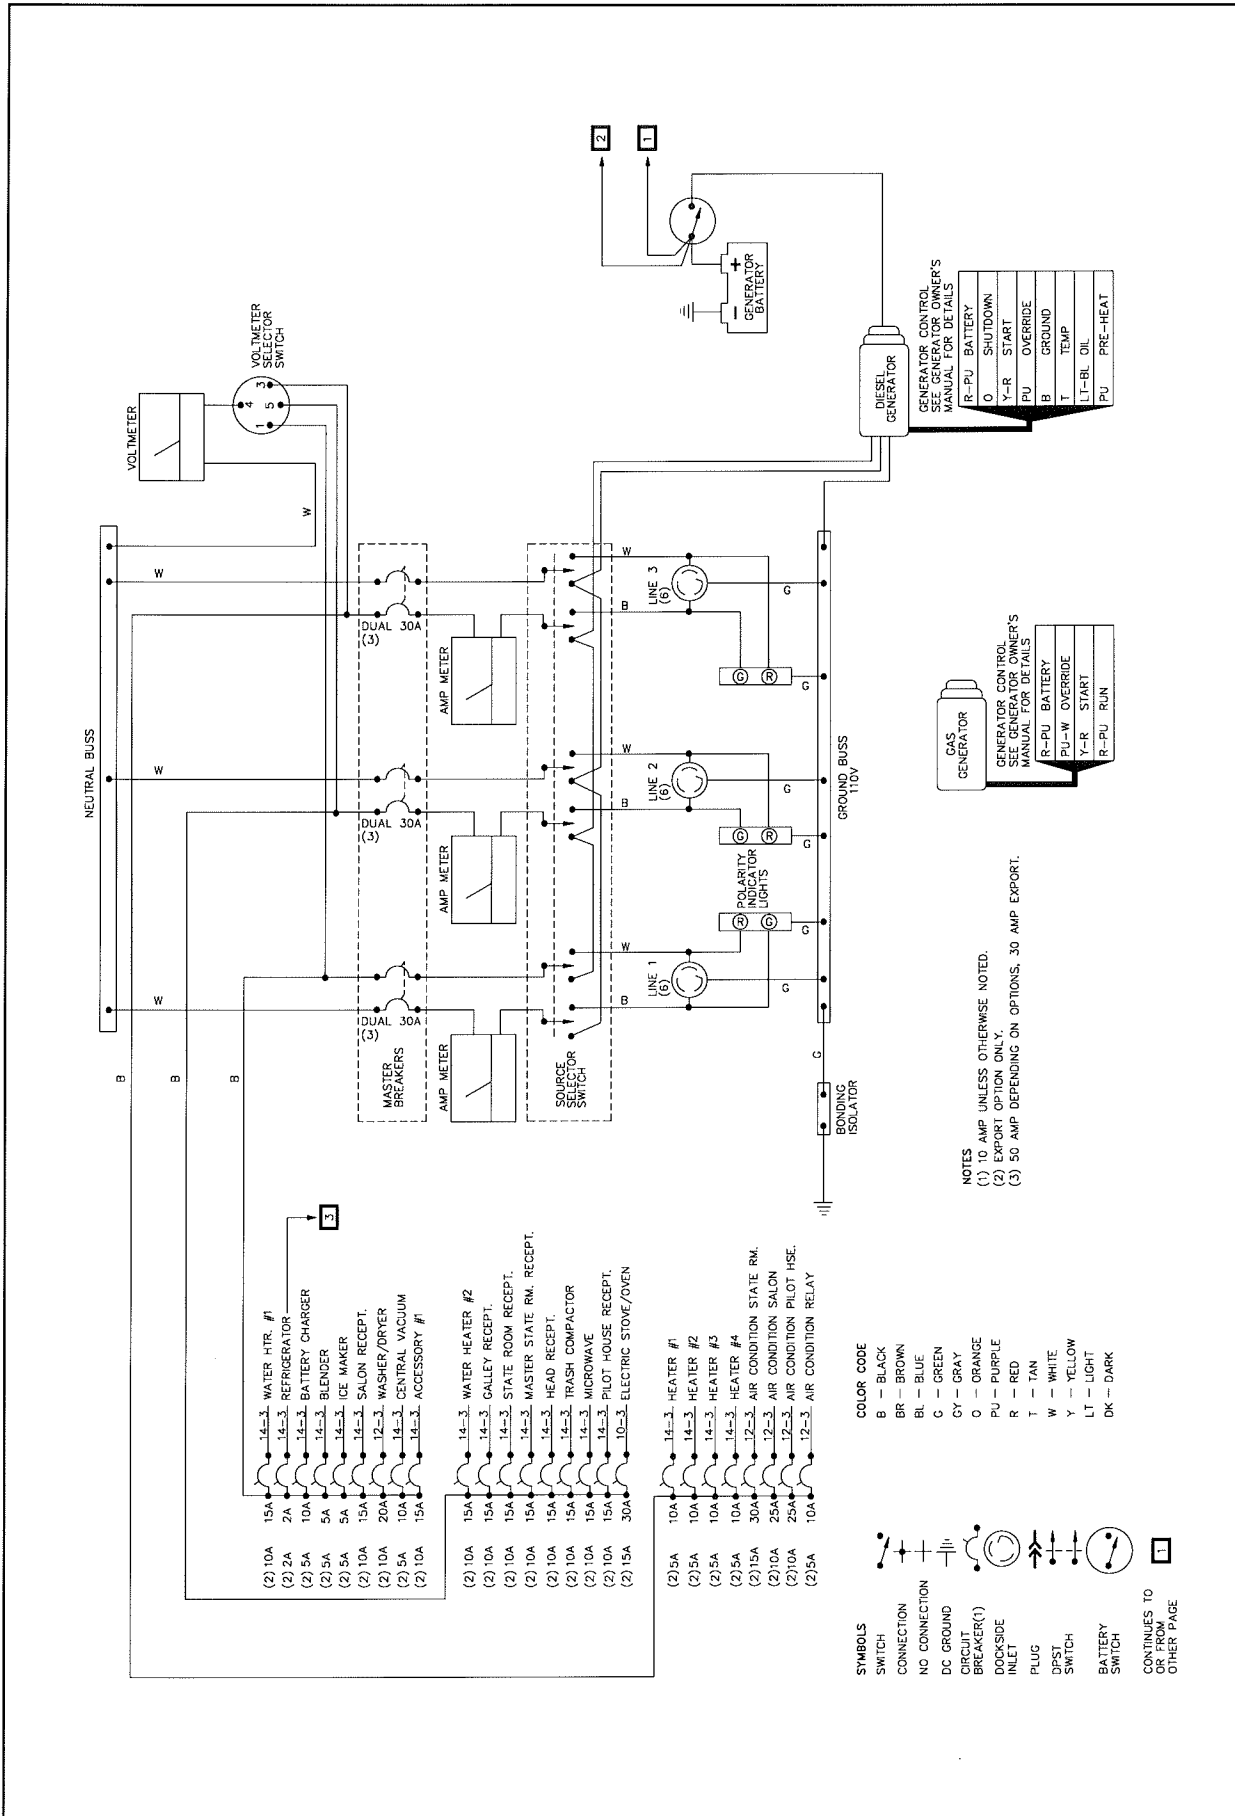 NEUTRAL BUSS
B
B
B
W
W
W
W
VOLTMETER
VOLTMETER
SELECTOR
SWITCH
1
4
5
3
MASTER
BREAKERS
DUAL 30A
(3)
DUAL 30A
(3)
DUAL 30A
(3)
AMP METER
AMP METER
AMP METER
SOURCE
SELECTOR
SWITCH
B
W
B
W
B
W
LINE 1
(6)
LINE 2
(6)
LINE 3
(6)
G
G
G
POLARITY
INDICATOR
LIGHTS
R
G
G
R
G
R
G
G
G
GROUND BUSS
110V
G
BONDING
ISOLATOR
2
1
+
-
GENERATOR
BATTERY
DIESEL
GENERATOR
GENERATOR CONTROL
SEE GENERATOR OWNER'S
MANUAL FOR DETAILS
R-PU BATTERY
O SHUTDOWN
Y-R START
PU OVERRIDE
B GROUND
T TEMP
LT-BL OIL
PU PRE-HEAT
GAS
GENERATOR
GENERATOR CONTROL
SEE GENERATOR OWNER'S
MANUAL FOR DETAILS
R-PU BATTERY
PU-W OVERRIDE
Y-R START
R-PU RUN
NOTES
(1) 10 AMP UNLESS OTHERWISE NOTED.
(2) EXPORT OPTION ONLY.
(3) 50 AMP DEPENDING ON OPTIONS, 30 AMP EXPORT.
3
(2)10A 15A 14-3 WATER HTR. #1
(2)2A 2A 14-3 REFRIGERATOR
(2)5A 10A 14-3 BATTERY CHARGER
(2)5A 5A 14-3 BLENDER
(2)5A 5A 14-3 ICE MAKER
(2)10A 15A 14-3 SALON RECEPT.
(2)10A 20A 12-3 WASHER/DRYER
(2)5A 10A 14-3 CENTRAL VACUUM
(2)10A 15A 14-3 ACCESSORY #1
(2)10A 15A 14-3 WATER HEATER #2
(2)10A 15A 14-3 GALLEY RECEPT.
(2)10A 15A 14-3 STATE ROOM RECEPT.
(2)10A 15A 14-3 MASTER STATE RM. RECEPT.
(2)10A 15A 14-3 HEAD RECEPT.
(2)10A 15A 14-3 TRASH COMPACTOR
(2)10A 15A 14-3 MICROWAVE
(2)10A 15A 14-3 PILOT HOUSE RECEPT.
(2)15A 30A 10-3 ELECTRIC STOVE/OVEN
(2)5A 10A 14-3 HEATER #1
(2)5A 10A 14-3 HEATER #2
(2)5A 10A 14-3 HEATER #3
(2)5A 10A 14-3 HEATER #4
(2)15A 30A 12-3 AIR CONDITION STATE RM.
(2)10A 25A 12-3 AIR CONDITION SALON
(2)10A 25A 12-3 AIR CONDITION PILOT HSE.
(2)5A 10A 12-3 AIR CONDITION RELAY
COLOR CODE
B - BLACK
BR - BROWN
BL - BLUE
G - GREEN
GY - GRAY
O - ORANGE
PU - PURPLE
R - RED
T - TAN
W - WHITE
Y - YELLOW
LT - LIGHT
DK - DARK
SYMBOLS
SWITCH
CONNECTION
NO CONNECTION
DC GROUND
CIRCUIT
BREAKER(1)
DOCKSIDE
INLET
PLUG
DPST
SWITCH
BATTERY
SWITCH
CONTINUES TO
OR FROM
OTHER PAGE
1